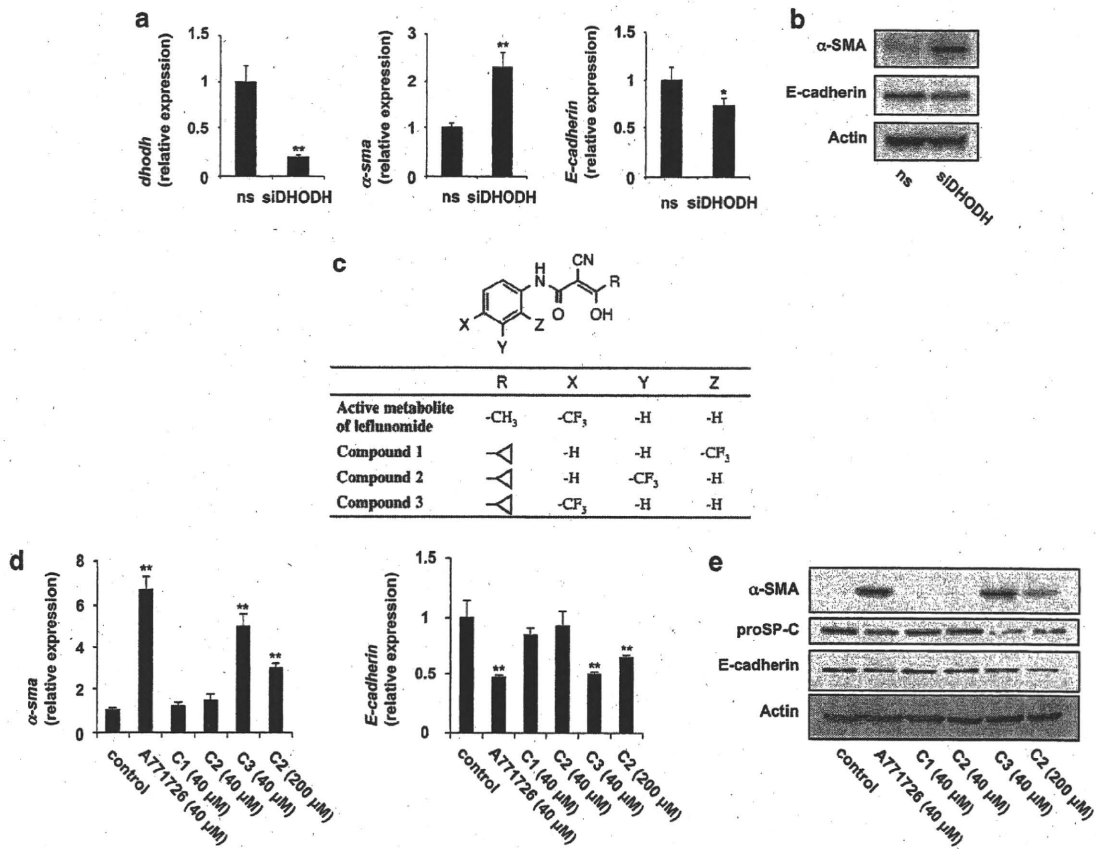 a
dhodh
(relative expression)
1.5
1
0.5
0
**
ns siDHODH
α-sma
(relative expression)
3
2
1
0
**
ns siDHODH
E-cadherin
(relative expression)
1.5
1
0.5
0
*
ns siDHODH
b
α-SMA
E-cadherin
Actin
ns
siDHODH
c
H
N
CN
R
O
OH
X
Y
Z
R X Y Z
Active metabolite
of leflunomide -CH3 -CF3 -H -H
Compound 1 -H -H -CF3
Compound 2 -H -CF3 -H
Compound 3 -CF3 -H -H
d
α-sma
(relative expression)
8
6
4
2
0
**
**
**
control
A771726 (40 μM)
C1 (40 μM)
C2 (40 μM)
C3 (40 μM)
C2 (200 μM)
E-cadherin
(relative expression)
1.5
1
0.5
0
**
**
**
control
A771726 (40 μM)
C1 (40 μM)
C2 (40 μM)
C3 (40 μM)
C2 (200 μM)
e
α-SMA
proSP-C
E-cadherin
Actin
control
A771726 (40 μM)
C1 (40 μM)
C2 (40 μM)
C3 (40 μM)
C2 (200 μM)